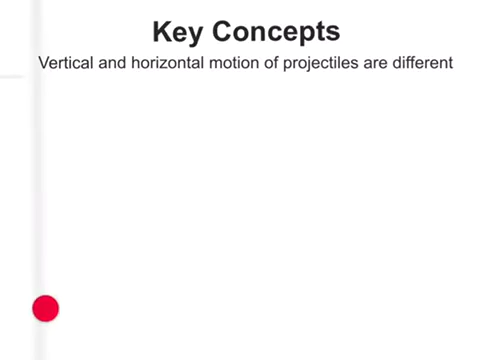 Key Concepts
Vertical and horizontal motion of projectiles are different